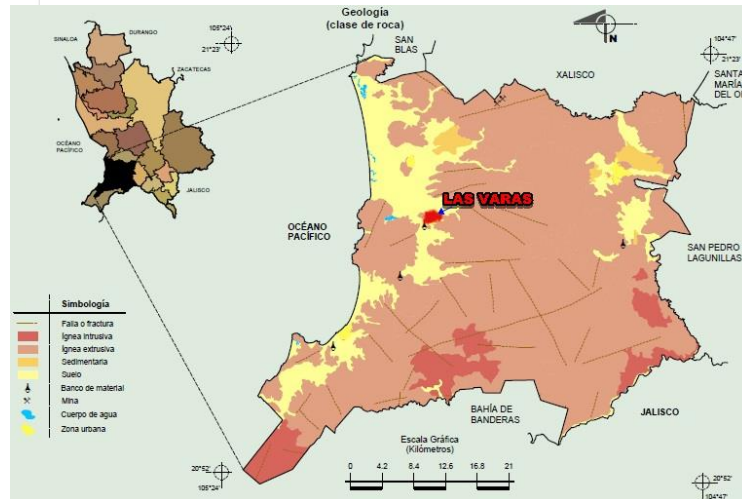 Geología
(clase de roca)
105°24'
21°23'
DURANGO
SINALOA
ZACATECAS
OCÉANO
PACÍFICO
JALISCO
SAN
BLAS
N
104°47'
21°23'
XALISCO
SANTA
MARÍA
DEL O
LAS VARAS
OCÉANO
PACÍFICO
SAN PEDRO
LAGUNILLAS
Simbología
Falla o fractura
Ígnea intrusiva
Ígnea extrusiva
Sedimentaria
Suelo
Banco de material
Mina
Cuerpo de agua
Zona urbana
BAHÍA DE
BANDERAS
JALISCO
Escala Gráfica
(Kilómetros)
0 4.2 8.4 12.6 16.8 21
20°52'
105°24'
20°52'
104°47'